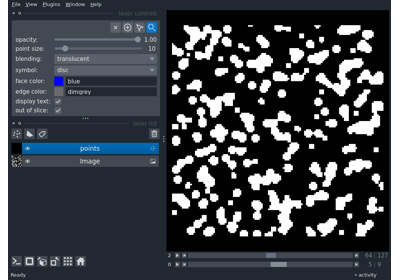 File View Plugins Window Help
layer controls
opacity: 1.00
point size: 10
blending: translucent
symbol: disc
face color: blue
edge color: dimgrey
display text:
out of slice:
layer list
points
Image
2 64 127
0 5 9
Ready activity